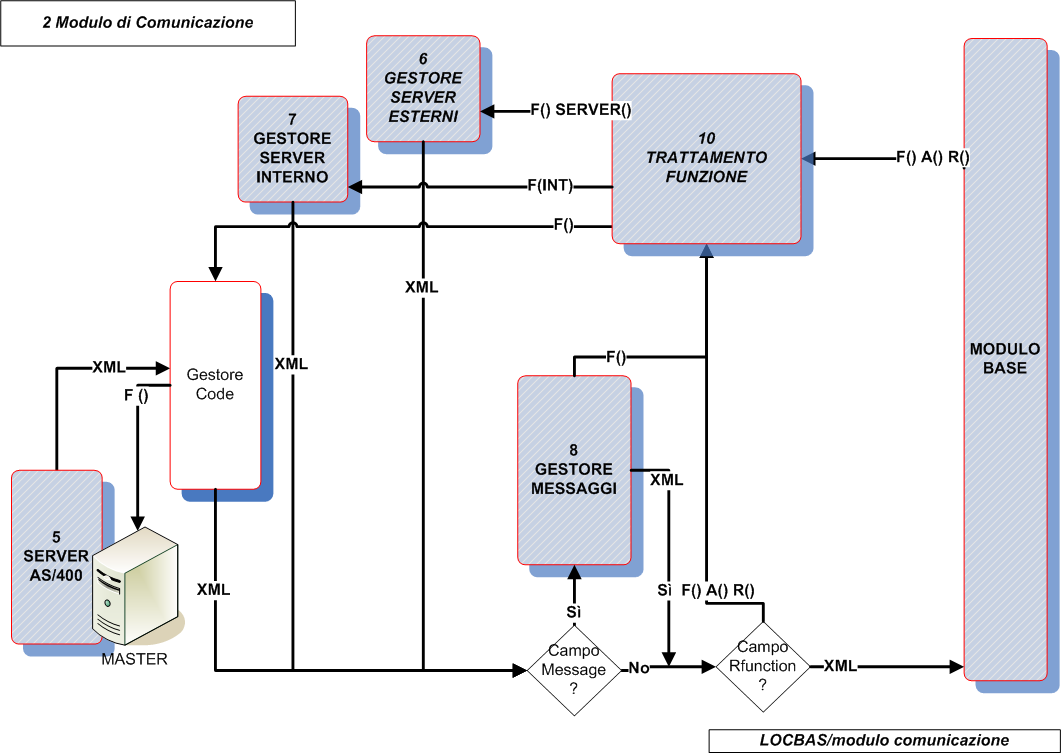 2 Modulo di Comunicazione
6
GESTORE
SERVER
ESTERNI
7
GESTORE
SERVER
INTERNO
F() SERVER()
10
TRATTAMENTO
FUNZIONE
F() A() R()
F(INT)
F()
XML
XML
XML
F ()
Gestore
Code
F()
MODULO
BASE
8
GESTORE
MESSAGGI
XML
5
SERVER
AS/400
MASTER
XML
Sì
Sì
F() A() R()
Campo
Message
?
No
Campo
Rfunction
?
XML
LOCBAS/modulo comunicazione